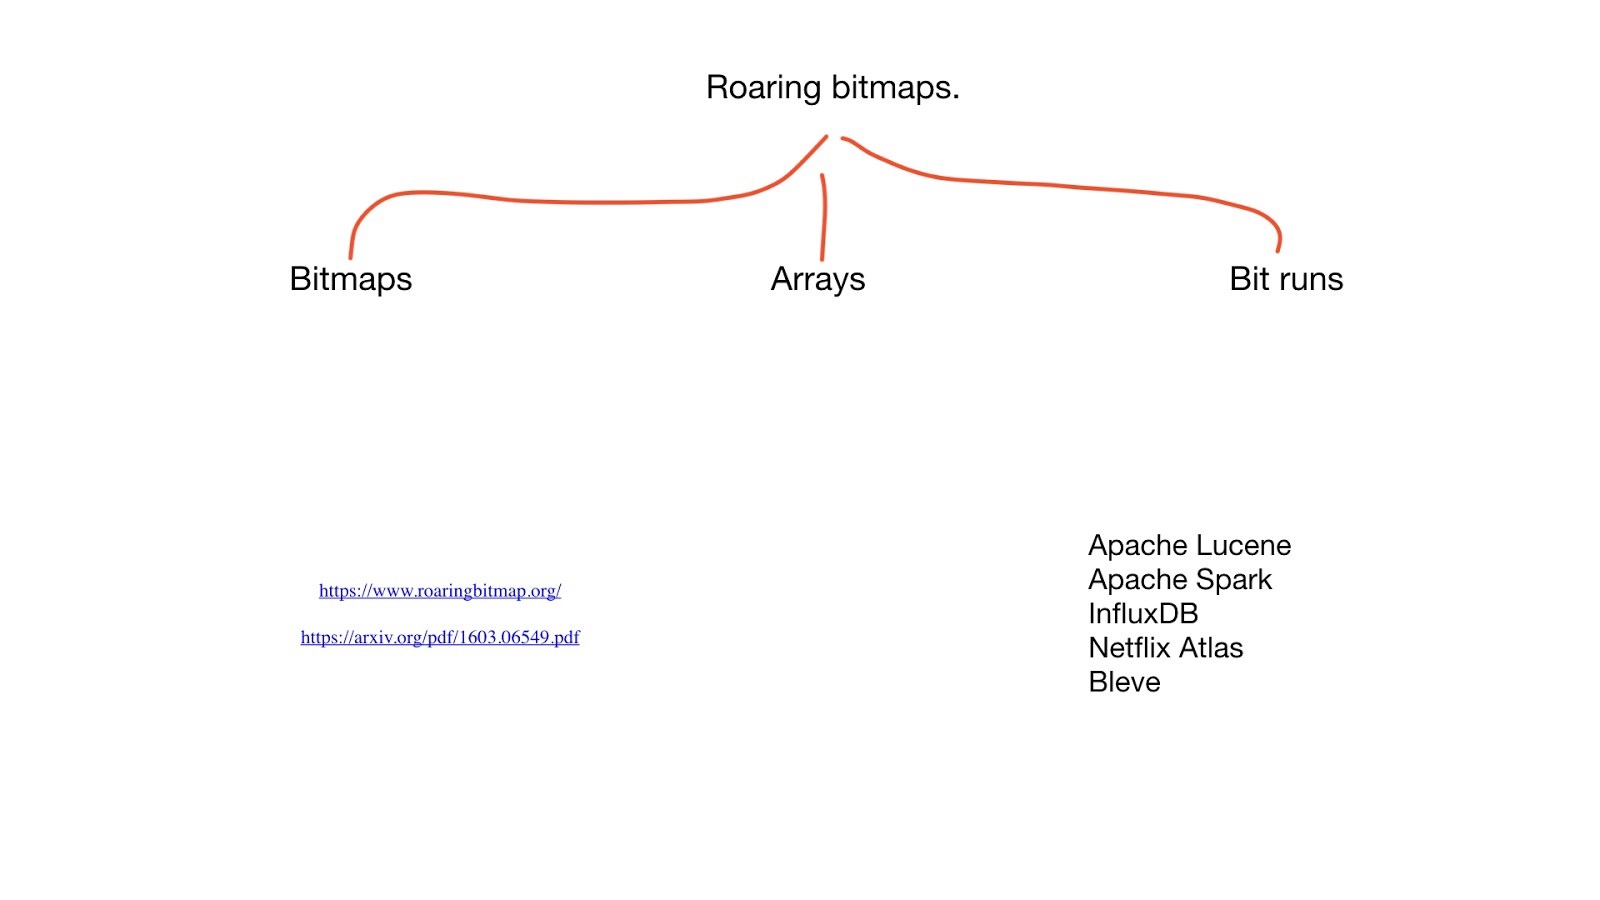 Roaring bitmaps.
Bitmaps
Arrays
Bit runs
https://www.roaringbitmap.org/
https://arxiv.org/pdf/1603.06549.pdf
Apache Lucene
Apache Spark
InfluxDB
Netflix Atlas
Bleve